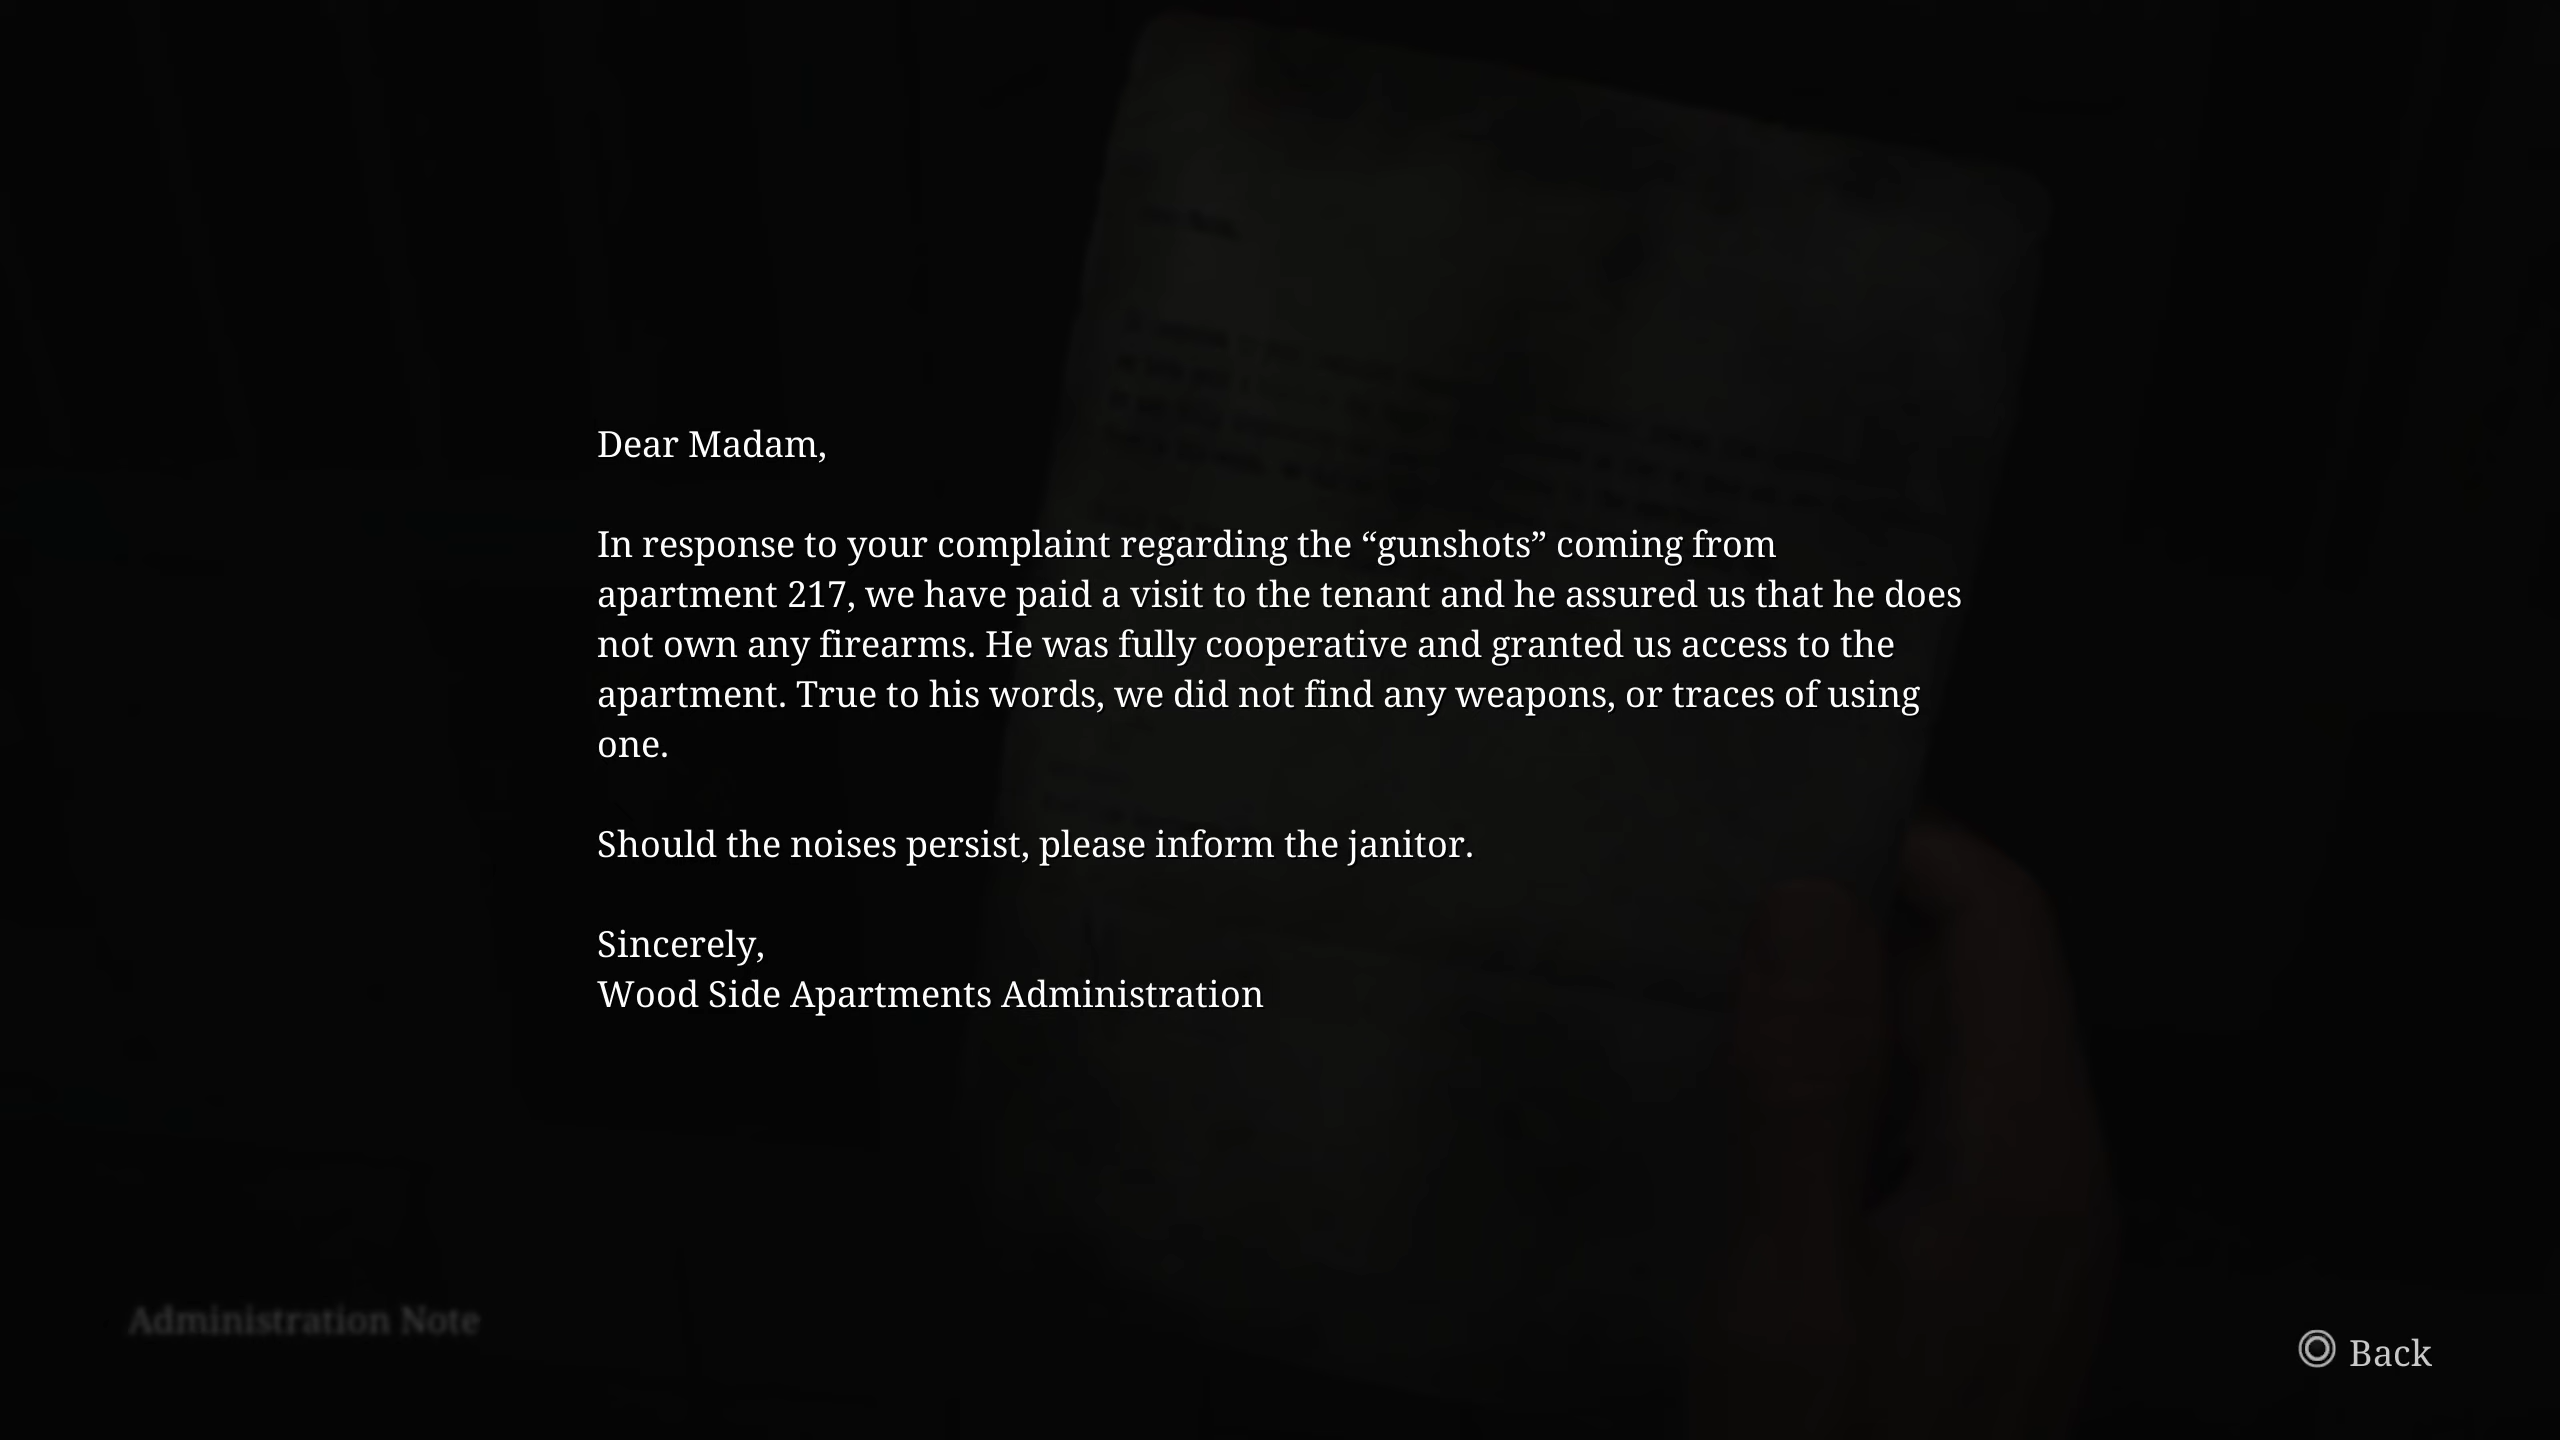 Dear Madam,
In response to your complaint regarding the “gunshots” coming from
apartment 217, we have paid a visit to the tenant and he assured us that he does
not own any firearms. He was fully cooperative and granted us access to the
apartment. True to his words, we did not find any weapons, or traces of using
one.
Should the noises persist, please inform the janitor.
Sincerely,
Wood Side Apartments Administration
Administration Note
Back